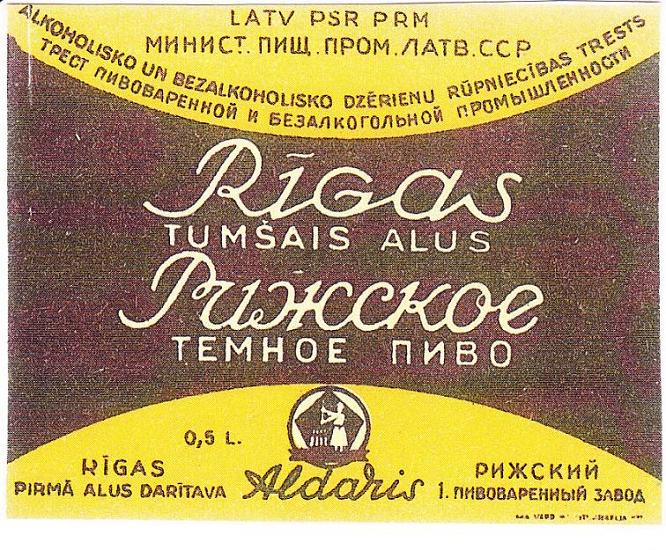 LATV PSR PRM
МИНИСТ. ПИЩ. ПРОМ. ЛАТВ. ССР
ALKOHOLISKO UN BEZALKOHOLISKO DZĒRIENU RŪPNIECĪBAS TRESTS
ТРЕСТ ПИВОВАРЕННОЙ И БЕЗАЛКОГОЛЬНОЙ ПРОМЫШЛЕННОСТИ
Rīgas
TUMŠAIS ALUS
Рижское
ТЕМНОЕ ПИВО
0,5 L.
RĪGAS
PIRMĀ ALUS DARĪTAVA
Aldaris
РИЖСКИЙ
1. ПИВОВАРЕННЫЙ ЗАВОД